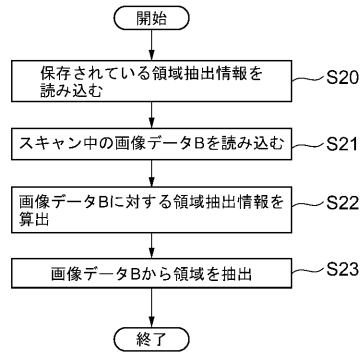 開始
保存されている領域抽出情報を
読み込む
S20
スキャン中の画像データBを読み込む
S21
画像データBに対する領域抽出情報を
算出
S22
画像データBから領域を抽出
S23
終了